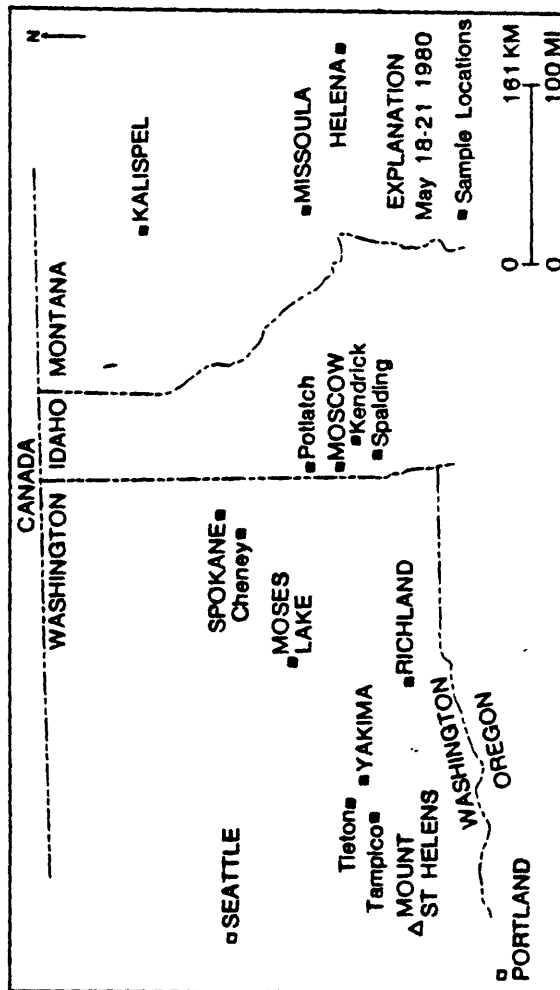 N
CANADA
WASHINGTON
IDAHO
MONTANA
KALISPEL
SEATTLE
SPOKANE
Cheney
MOSES
LAKE
Potlatch
MOSCOW
Kendrick
Spalding
MISSOULA
HELENA
Tieton
Tampico
YAKIMA
RICHLAND
MOUNT
ST HELENS
WASHINGTON
OREGON
PORTLAND
EXPLANATION
May 18-21 1980
Sample Locations
0 161 KM
0 100 MI